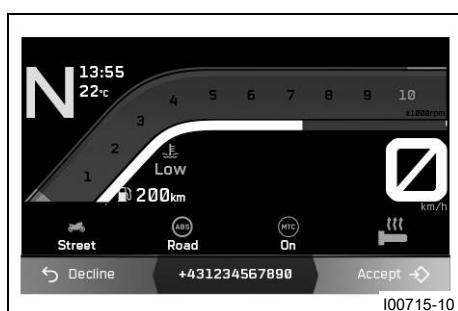 N
13:55
22°C
1 2 3 4 5 6 7 8 9 10
x1000rpm
Low
200km
0
km/h
ABS
MTC
Street Road On
Decline +431234567890 Accept
I00715-10